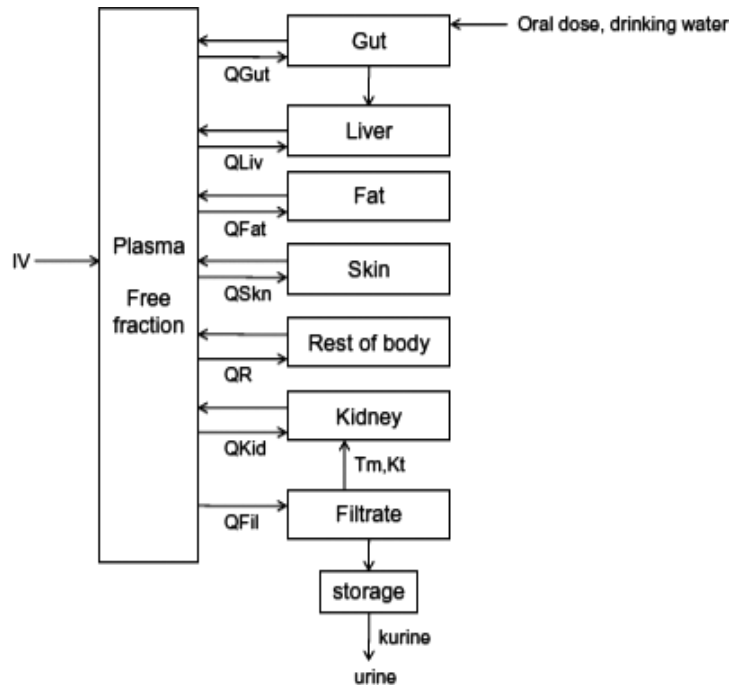 Gut
Oral dose, drinking water
QGut
Liver
QLiv
Fat
QFat
Plasma
Free
fraction
IV
Skin
QSkn
Rest of body
QR
Kidney
QKid
Tm,Kt
Filtrate
QFil
storage
kurine
urine